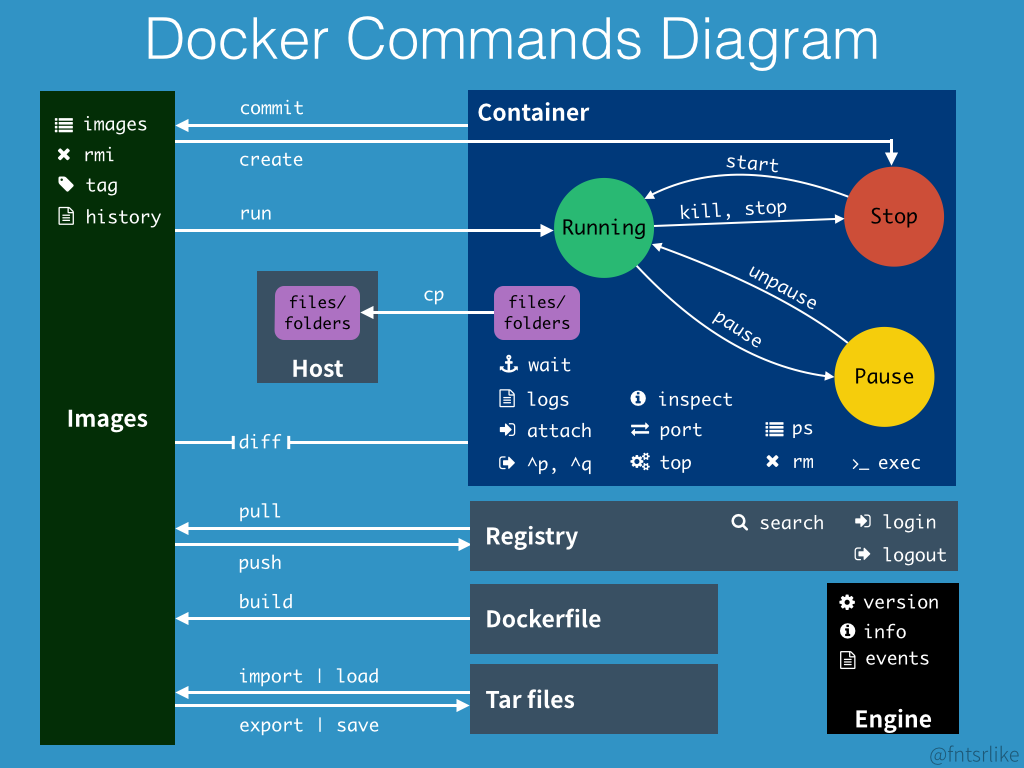 Docker Commands Diagram
images
rmi
tag
history
Images
commit
create
run
Container
start
kill, stop
Running
Stop
unpause
pause
Pause
files/
folders
Host
cp
files/
folders
wait
logs
attach
^p, ^q
inspect
port
top
ps
rm
exec
diff
pull
push
Registry
search
login
logout
build
Dockerfile
import | load
export | save
Tar files
version
info
events
Engine
@fntsrlike